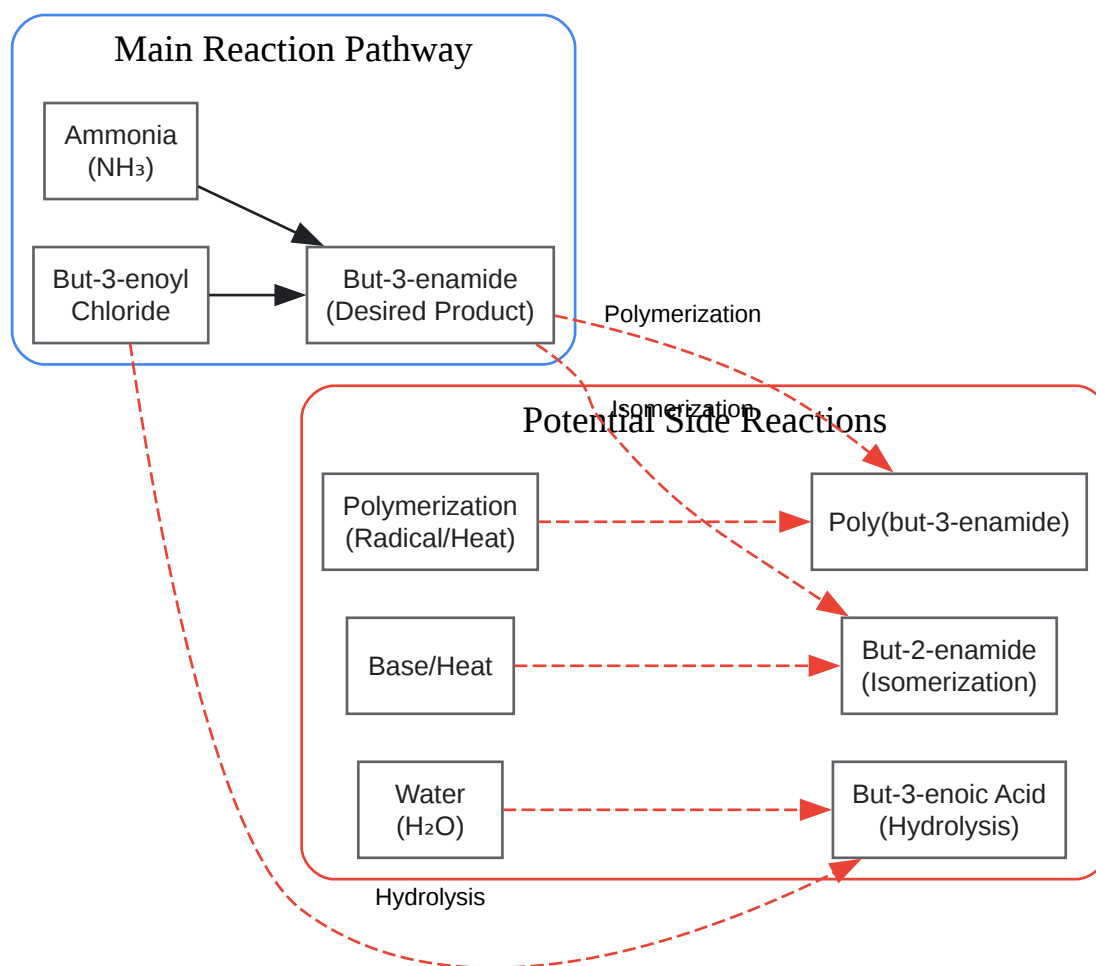 Main Reaction Pathway
Ammonia
(NH₃)
But-3-enoyl
Chloride
But-3-enamide
(Desired Product)
Polymerization
Isomerization
Potential Side Reactions
Polymerization
(Radical/Heat)
Poly(but-3-enamide)
Base/Heat
But-2-enamide
(Isomerization)
Water
(H₂O)
But-3-enoic Acid
(Hydrolysis)
Hydrolysis